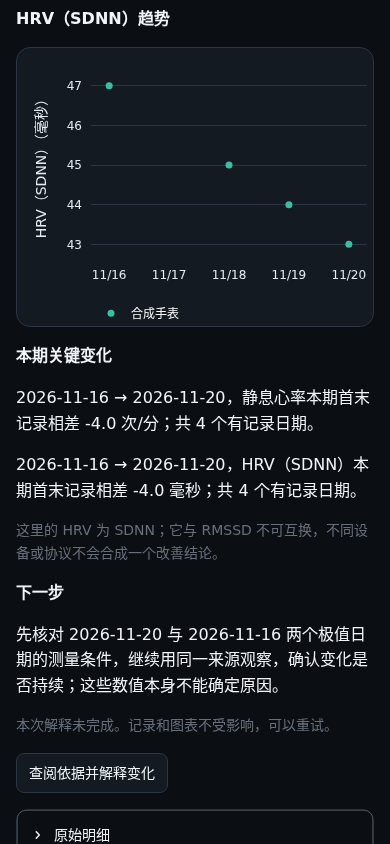 HRV（SDNN）趋势
HRV（SDNN）（毫秒）
47
46
45
44
43
11/16 11/17 11/18 11/19 11/20
合成手表
本期关键变化
2026-11-16 → 2026-11-20，静息心率本期首末
记录相差 -4.0 次/分；共 4 个有记录日期。
2026-11-16 → 2026-11-20，HRV（SDNN）本
期首末记录相差 -4.0 毫秒；共 4 个有记录日期。
这里的 HRV 为 SDNN；它与 RMSSD 不可互换，不同设
备或协议不会合成一个改善结论。
下一步
先核对 2026-11-20 与 2026-11-16 两个极值日
期的测量条件，继续用同一来源观察，确认变化是
否持续；这些数值本身不能确定原因。
本次解释未完成。记录和图表不受影响，可以重试。
查阅依据并解释变化
原始明细